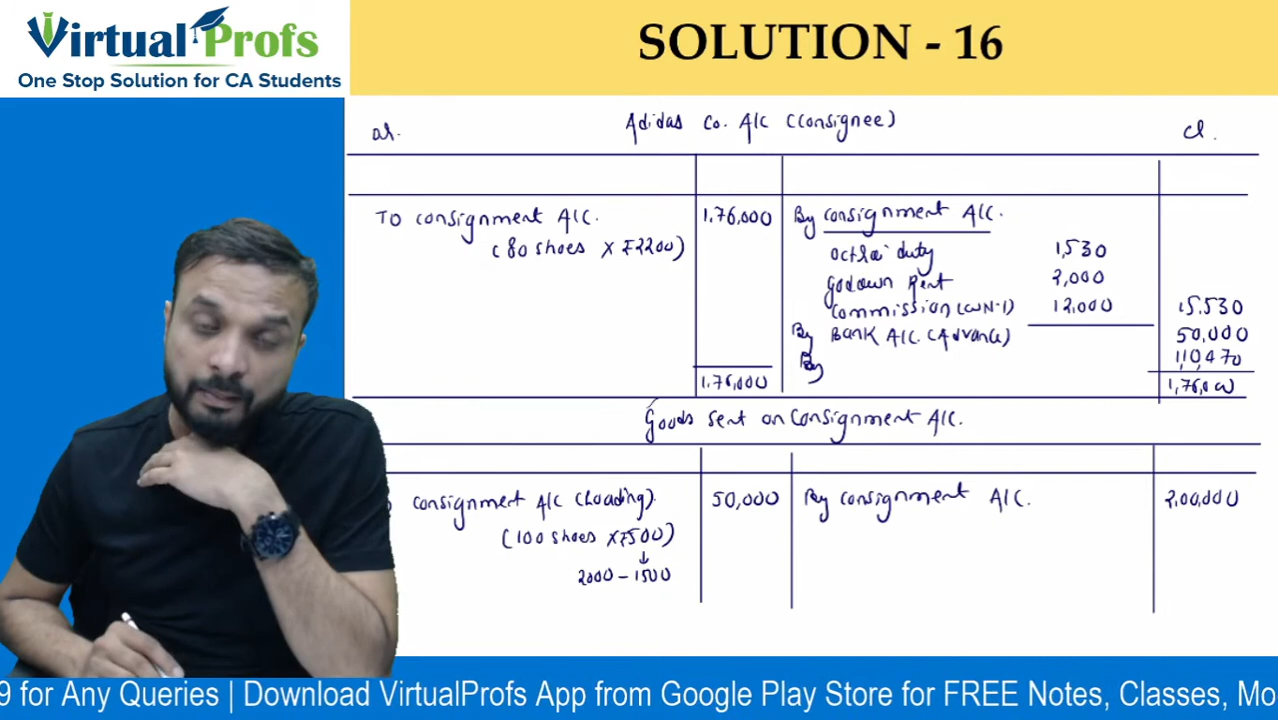 Virtual Profs
One Stop Solution for CA Students
SOLUTION - 16
Adidas Co. A/C (Consignee)
Cr.
To consignment A/C. 1,76,000
(80 shoes × ₹2200)
By consignment A/C.
octroi duty 1,530
godown Rent 2,000
commission (WN-1) 12,000 15,530
By Bank A/C. (Advance) 50,000
By 1,10,470
1,76,000 1,76,000
Goods sent on consignment A/C.
consignment A/C (Loading). 50,000 By consignment A/C. 2,00,000
(100 shoes × ₹500)
2000 - 1500
9 for Any Queries | Download VirtualProfs App from Google Play Store for FREE Notes, Classes, Mo